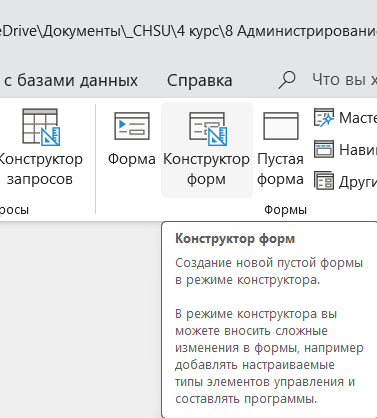 eDrive\Документы\_CHSU\4 курс\8 Администрирование
с базами данных Справка Что вы х
Конструктор запросов
Форма
Конструктор форм
Пустая форма
Масте
Нави
Други
росы
Формы
Конструктор форм
Создание новой пустой формы
в режиме конструктора.
В режиме конструктора вы
можете вносить сложные
изменения в формы, например
добавлять настраиваемые
типы элементов управления и
составлять программы.